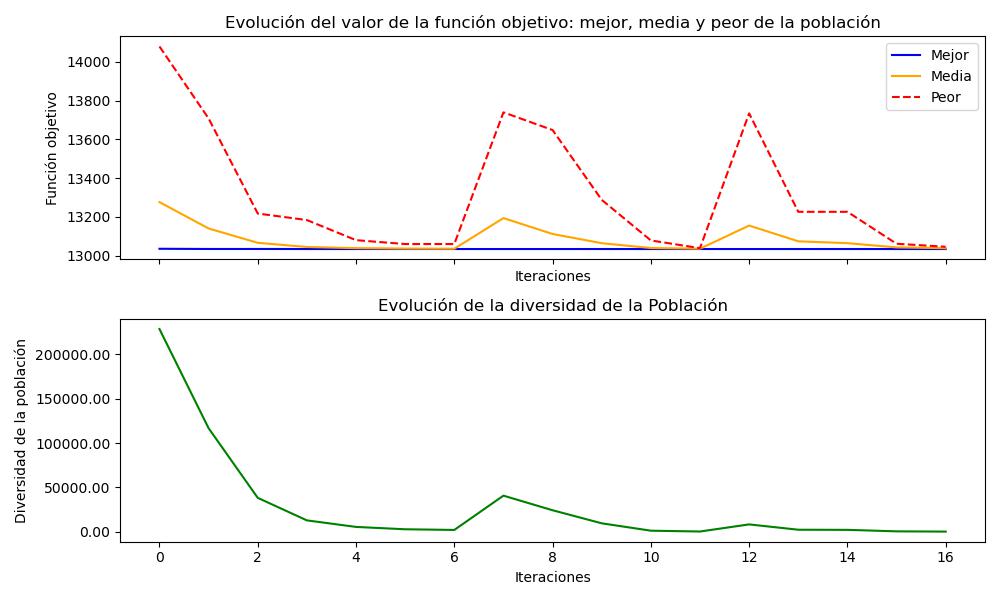 Evolución del valor de la función objetivo: mejor, media y peor de la población
Función objetivo
14000
13800
13600
13400
13200
13000
Mejor
Media
Peor
Iteraciones
Evolución de la diversidad de la Población
Diversidad de la población
200000.00
150000.00
100000.00
50000.00
0.00
0 2 4 6 8 10 12 14 16
Iteraciones